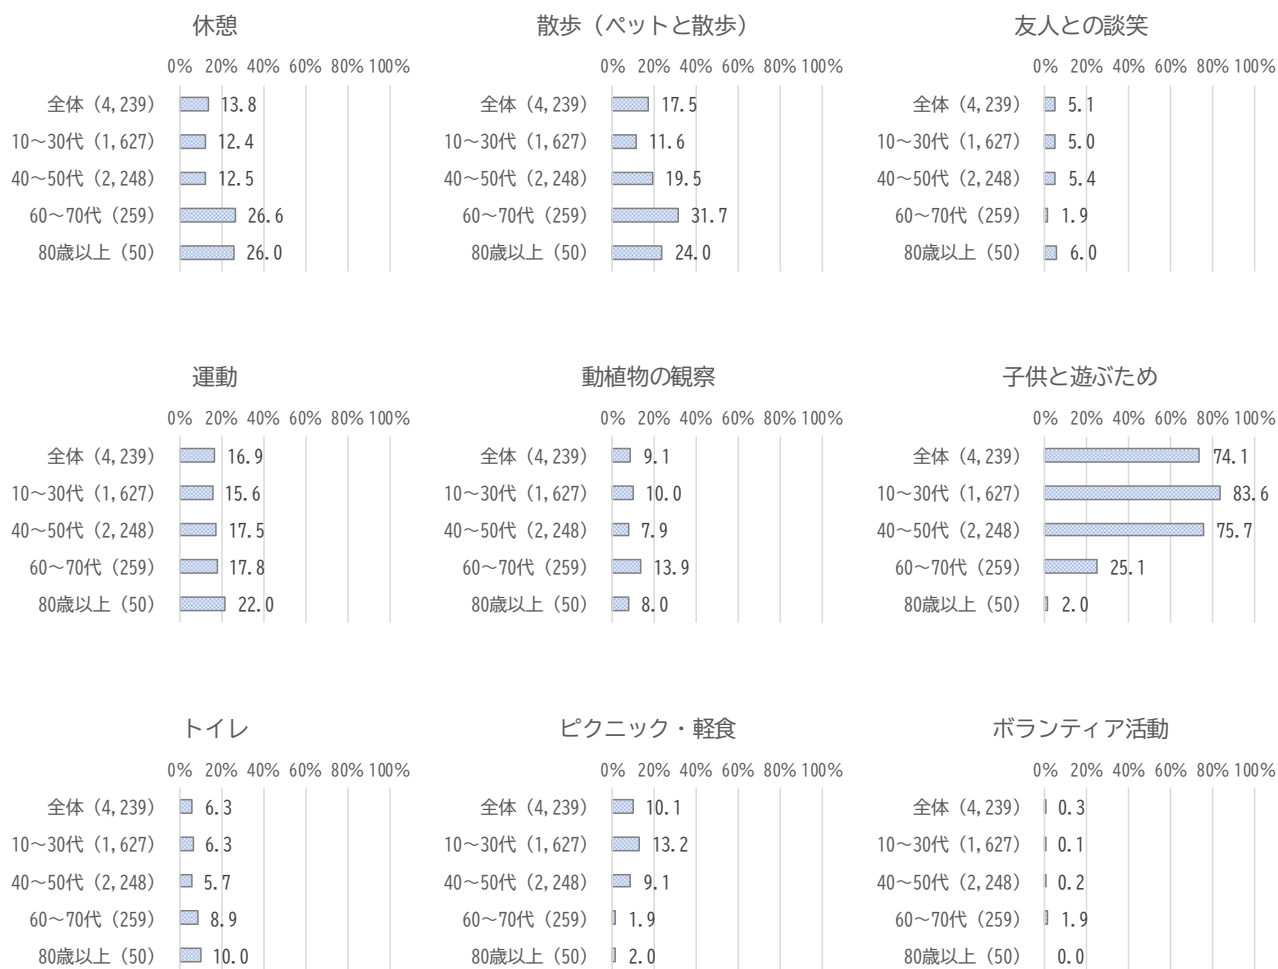 休憩
0% 20% 40% 60% 80% 100%
全体（4,239） 13.8
10～30代（1,627） 12.4
40～50代（2,248） 12.5
60～70代（259） 26.6
80歳以上（50） 26.0
散歩（ペットと散歩）
0% 20% 40% 60% 80% 100%
全体（4,239） 17.5
10～30代（1,627） 11.6
40～50代（2,248） 19.5
60～70代（259） 31.7
80歳以上（50） 24.0
友人との談笑
0% 20% 40% 60% 80% 100%
全体（4,239） 5.1
10～30代（1,627） 5.0
40～50代（2,248） 5.4
60～70代（259） 1.9
80歳以上（50） 6.0
運動
0% 20% 40% 60% 80% 100%
全体（4,239） 16.9
10～30代（1,627） 15.6
40～50代（2,248） 17.5
60～70代（259） 17.8
80歳以上（50） 22.0
動植物の観察
0% 20% 40% 60% 80% 100%
全体（4,239） 9.1
10～30代（1,627） 10.0
40～50代（2,248） 7.9
60～70代（259） 13.9
80歳以上（50） 8.0
子供と遊ぶため
0% 20% 40% 60% 80% 100%
全体（4,239） 74.1
10～30代（1,627） 83.6
40～50代（2,248） 75.7
60～70代（259） 25.1
80歳以上（50） 2.0
トイレ
0% 20% 40% 60% 80% 100%
全体（4,239） 6.3
10～30代（1,627） 6.3
40～50代（2,248） 5.7
60～70代（259） 8.9
80歳以上（50） 10.0
ピクニック・軽食
0% 20% 40% 60% 80% 100%
全体（4,239） 10.1
10～30代（1,627） 13.2
40～50代（2,248） 9.1
60～70代（259） 1.9
80歳以上（50） 2.0
ボランティア活動
0% 20% 40% 60% 80% 100%
全体（4,239） 0.3
10～30代（1,627） 0.1
40～50代（2,248） 0.2
60～70代（259） 1.9
80歳以上（50） 0.0